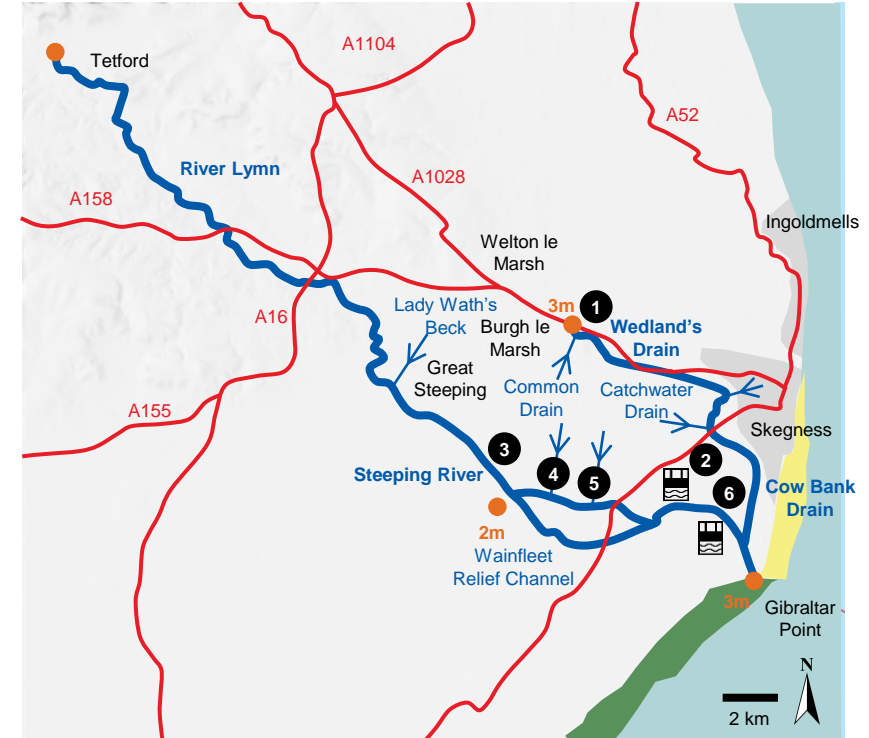 Tetford
A1104
A52
River Lymn
A1028
A158
Ingoldmells
Welton le
Marsh
Lady Wath's
Beck
3m
1
A16
Burgh le
Marsh
Wedland's
Drain
Great
Steeping
Common
Drain
Catchwater
Drain
A155
Skegness
3
2
Steeping River
4
5
6
Cow Bank
Drain
2m
Wainfleet
Relief Channel
3m
Gibraltar
Point
N
2 km